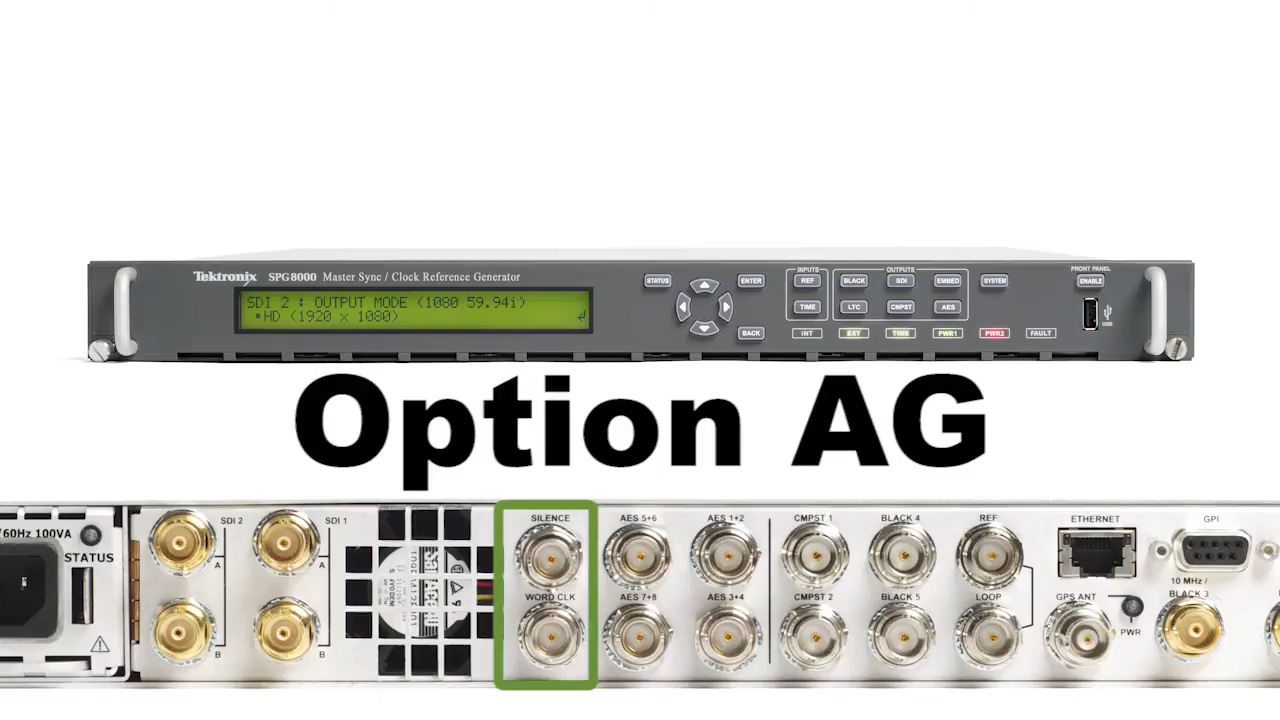 Tektronix SPG8000 Master Sync / Clock Reference Generator
SDI 2 : OUTPUT MODE (1080 59.94i)
HD (1920 x 1080)
STATUS
ENTER
BACK
INPUTS
REF
TIME
INT
OUTPUTS
BLACK
SDI
EMBED
LTC
CMPST
AES
EXT
TIME
PWR1
SYSTEM
PWR2
FAULT
FRONT PANEL
ENABLE
USB
Option AG
/60Hz 100VA
STATUS
SDI 2
A
B
SDI 1
A
B
SILENCE
WORD CLK
AES 5+6
AES 7+8
AES 1+2
AES 3+4
CMPST 1
CMPST 2
BLACK 4
BLACK 5
REF
LOOP
ETHERNET
GPS ANT
PWR
GPI
10 MHz /
BLACK 3